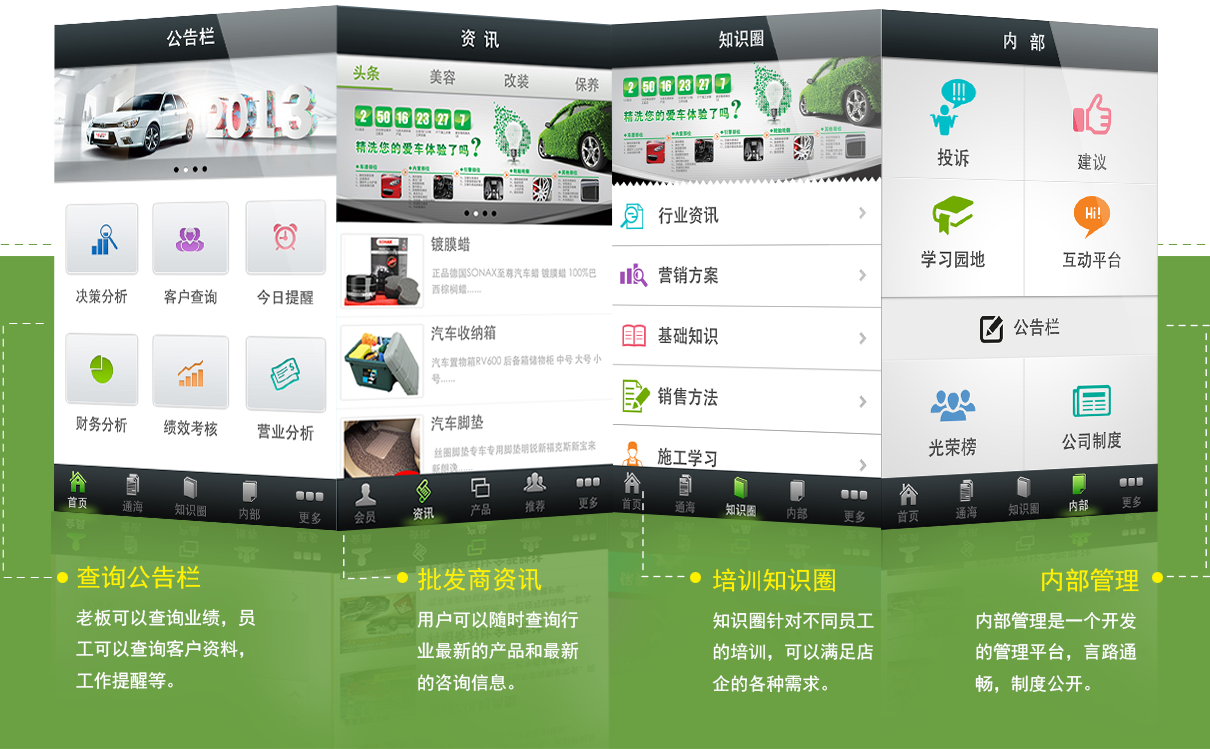 公告栏
2013
决策分析
客户查询
今日提醒
财务分析
绩效考核
营业分析
首页
通海
知识圈
内部
更多
资 讯
头条
美容
改装
保养
2 50 16 23 27 7
精洗您的爱车体验了吗?
镀膜蜡
正品德国SONAX至尊汽车蜡 镀膜蜡 100%巴
西棕榈蜡......
汽车收纳箱
汽车置物箱RV600 后备箱储物柜 中号 大号 小
号......
汽车脚垫
丝圈脚垫专车专用脚垫明锐新福克斯新宝来
新朗逸......
会员
资讯
产品
推荐
更多
知识圈
2 50 16 23 27 7
精洗您的爱车体验了吗?
行业资讯
营销方案
基础知识
销售方法
施工学习
首页
通海
知识圈
内部
更多
内 部
投诉
建议
学习园地
Hi!
互动平台
公告栏
光荣榜
公司制度
首页
通海
知识圈
内部
更多
查询公告栏
老板可以查询业绩，员
工可以查询客户资料，
工作提醒等。
批发商资讯
用户可以随时查询行
业最新的产品和最新
的咨询信息。
培训知识圈
知识圈针对不同员工
的培训，可以满足店
企的各种需求。
内部管理
内部管理是一个开发
的管理平台，言路通
畅，制度公开。